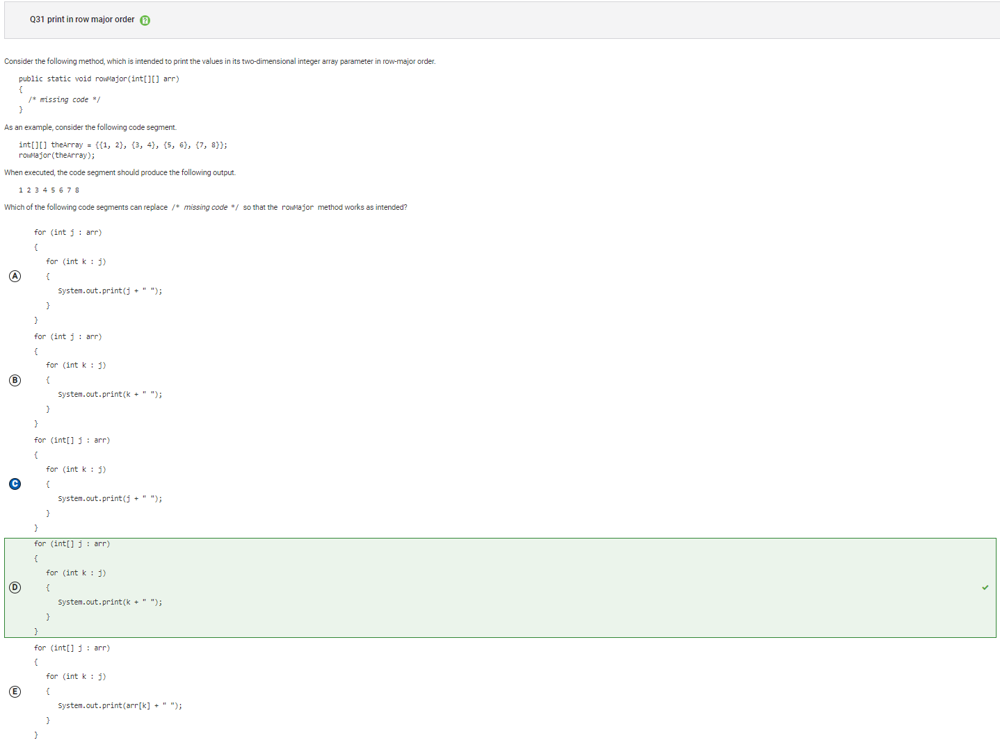 Q31 print in row major order
Consider the following method, which is intended to print the values in its two-dimensional integer array parameter in row-major order.
public static void rowMajor(int[][] arr)
{
/* missing code */
}
As an example, consider the following code segment.
int[][] theArray = {{1, 2}, {3, 4}, {5, 6}, {7, 8}};
rowMajor(theArray);
When executed, the code segment should produce the following output.
1 2 3 4 5 6 7 8
Which of the following code segments can replace /* missing code */ so that the rowMajor method works as intended?
for (int j : arr)
{
for (int k : j)
A {
System.out.print(j + " ");
}
}
for (int j : arr)
{
for (int k : j)
B {
System.out.print(k + " ");
}
}
for (int[] j : arr)
{
for (int k : j)
C {
System.out.print(j + " ");
}
}
for (int[] j : arr)
{
for (int k : j)
D {
System.out.print(k + " ");
}
}
for (int[] j : arr)
{
for (int k : j)
E {
System.out.print(arr[k] + " ");
}
}